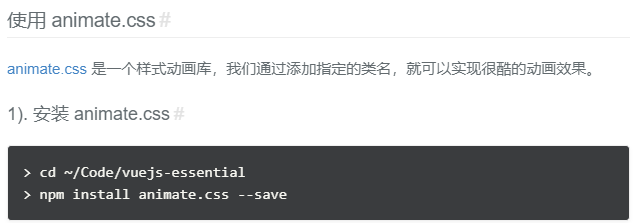 使用 animate.css #
animate.css 是一个样式动画库，我们通过添加指定的类名，就可以实现很酷的动画效果。
1). 安装 animate.css #
> cd ~/Code/vuejs-essential
> npm install animate.css --save